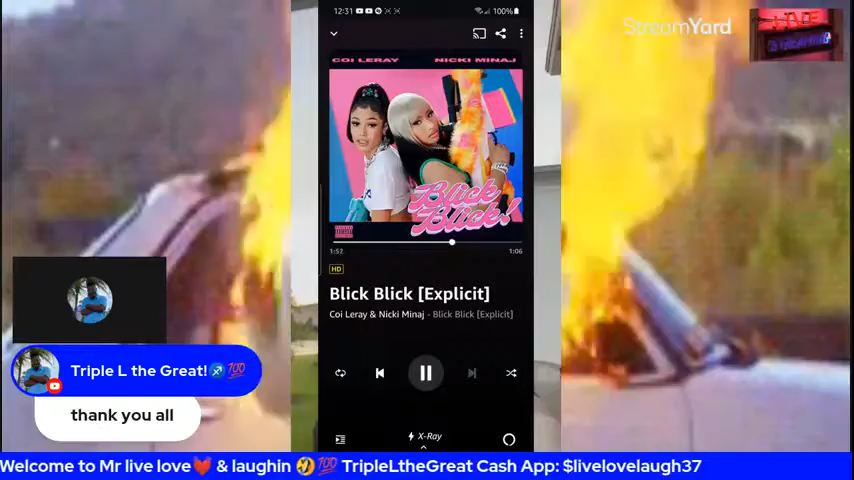 12:31
100%
StreamYard
LIVE
STREAMING
COI LERAY NICKI MINAJ
Blick
Blick!
1:52 1:06
HD
Blick Blick [Explicit]
Coi Leray & Nicki Minaj - Blick Blick [Explicit]
Triple L the Great!♐💯
thank you all
X-Ray
Welcome to Mr live love❤️ & laughin 🤣💯 TripleLtheGreat Cash App: $livelovelaugh37